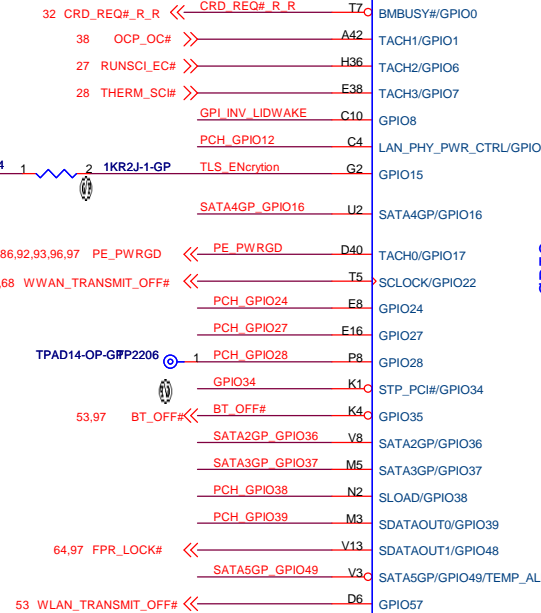 32 CRD_REQ#_R_R CRD_REQ#_R_R T7 BMBUSY#/GPIO0
38 OCP_OC# A42 TACH1/GPIO1
27 RUNSCI_EC# H36 TACH2/GPIO6
28 THERM_SCI# E38 TACH3/GPIO7
GPI_INV_LIDWAKE C10 GPIO8
PCH_GPIO12 C4 LAN_PHY_PWR_CTRL/GPIO
4 1 2 1KR2J-1-GP TLS_ENcrytion G2 GPIO15
SATA4GP_GPIO16 U2 SATA4GP/GPIO16
86,92,93,96,97 PE_PWRGD PE_PWRGD D40 TACH0/GPIO17
,68 WWAN_TRANSMIT_OFF# T5 SCLOCK/GPIO22
PCH_GPIO24 E8 GPIO24
PCH_GPIO27 E16 GPIO27
TPAD14-OP-GP TP2206 1 PCH_GPIO28 P8 GPIO28
GPIO34 K1 STP_PCI#/GPIO34
53,97 BT_OFF# BT_OFF# K4 GPIO35
SATA2GP_GPIO36 V8 SATA2GP/GPIO36
SATA3GP_GPIO37 M5 SATA3GP/GPIO37
PCH_GPIO38 N2 SLOAD/GPIO38
PCH_GPIO39 M3 SDATAOUT0/GPIO39
64,97 FPR_LOCK# V13 SDATAOUT1/GPIO48
SATA5GP_GPIO49 V3 SATA5GP/GPIO49/TEMP_AL
53 WLAN_TRANSMIT_OFF# D6 GPIO57